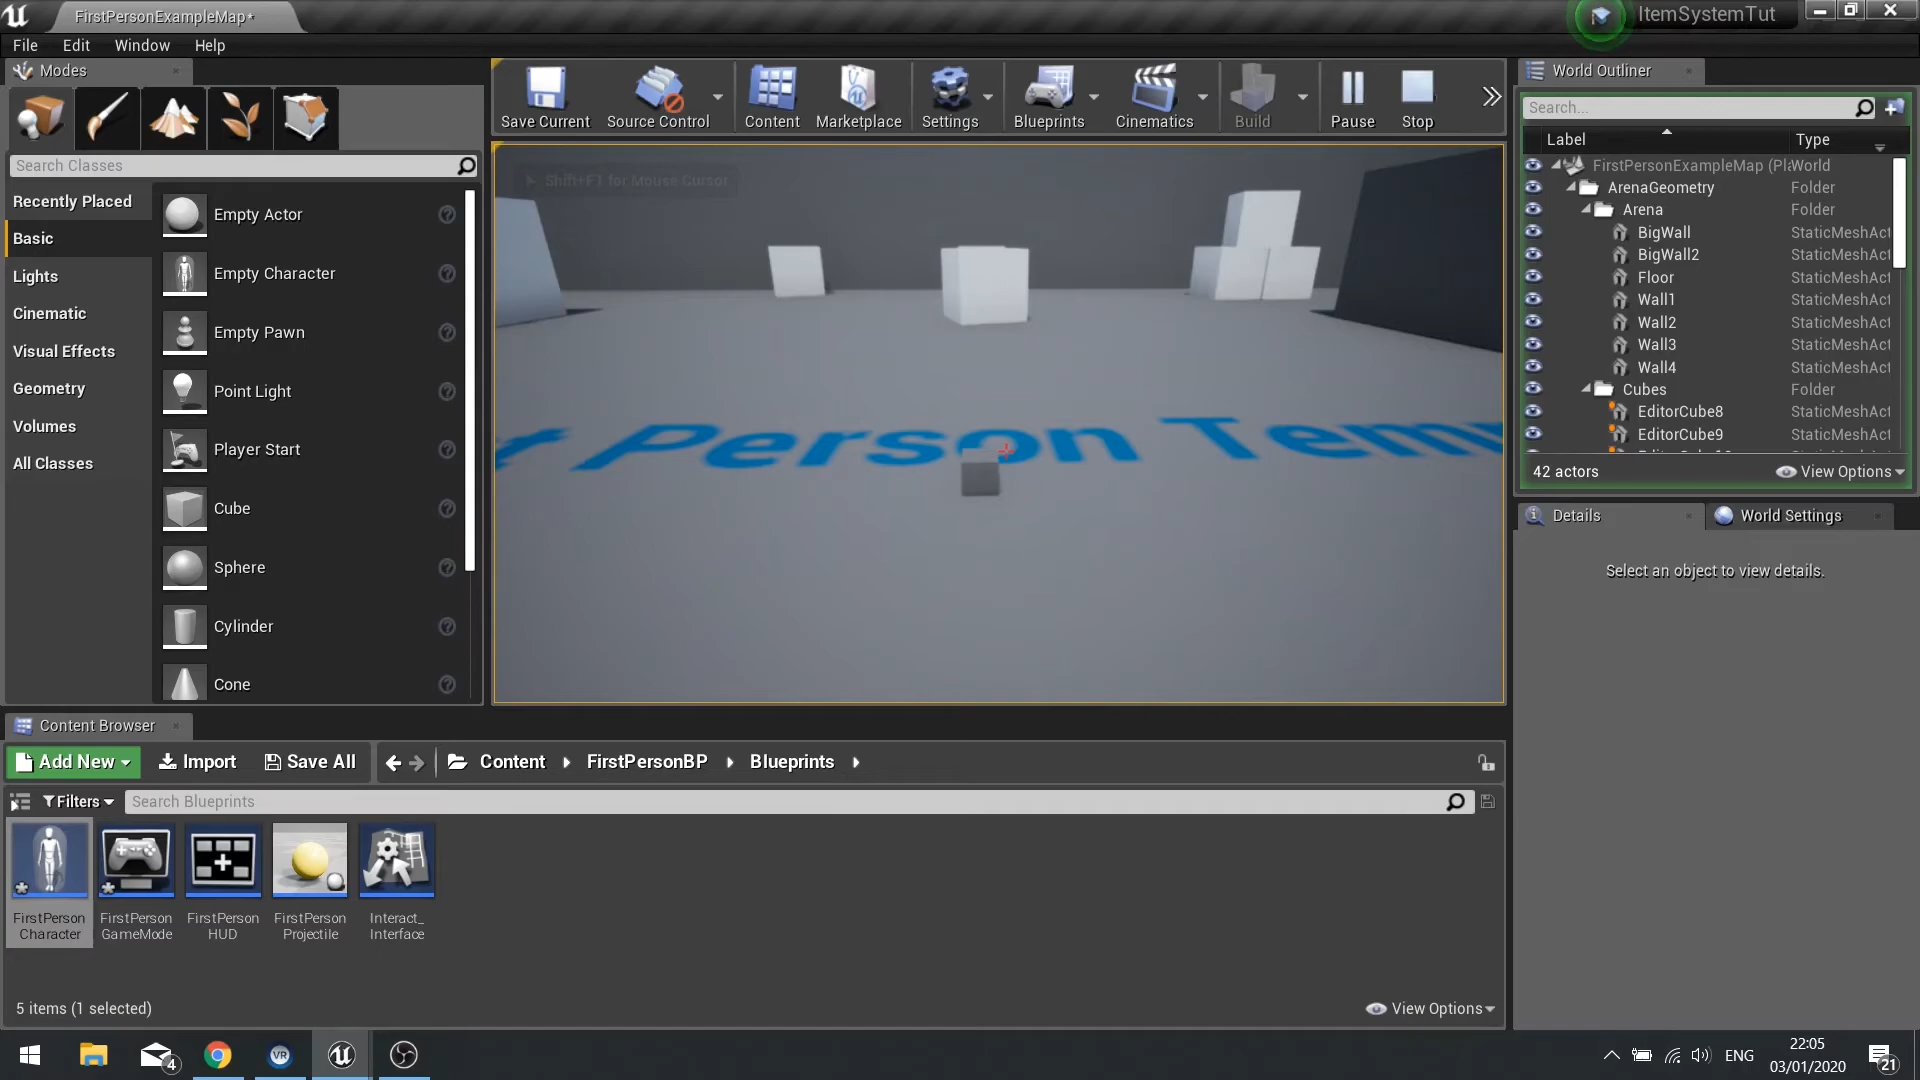 FirstPersonExampleMap*
ItemSystemTut
File
Edit
Window
Help
Modes
Search Classes
Recently Placed
Basic
Lights
Cinematic
Visual Effects
Geometry
Volumes
All Classes
Empty Actor
Empty Character
Empty Pawn
Point Light
Player Start
Cube
Sphere
Cylinder
Cone
Save Current
Source Control
Content
Marketplace
Settings
Blueprints
Cinematics
Build
Pause
Stop
Shift+F1 for Mouse Cursor
Person Tem
World Outliner
Search...
Label
Type
FirstPersonExampleMap (Pla
World
ArenaGeometry
Folder
Arena
Folder
BigWall
StaticMeshAct
BigWall2
StaticMeshAct
Floor
StaticMeshAct
Wall1
StaticMeshAct
Wall2
StaticMeshAct
Wall3
StaticMeshAct
Wall4
StaticMeshAct
Cubes
Folder
EditorCube8
StaticMeshAct
EditorCube9
StaticMeshAct
42 actors
View Options
Details
World Settings
Select an object to view details.
Content Browser
Add New
Import
Save All
Content
FirstPersonBP
Blueprints
Filters
Search Blueprints
FirstPerson
Character
FirstPerson
GameMode
FirstPerson
HUD
FirstPerson
Projectile
Interact_
Interface
5 items (1 selected)
View Options
4
VR
ENG
22:05
03/01/2020
21